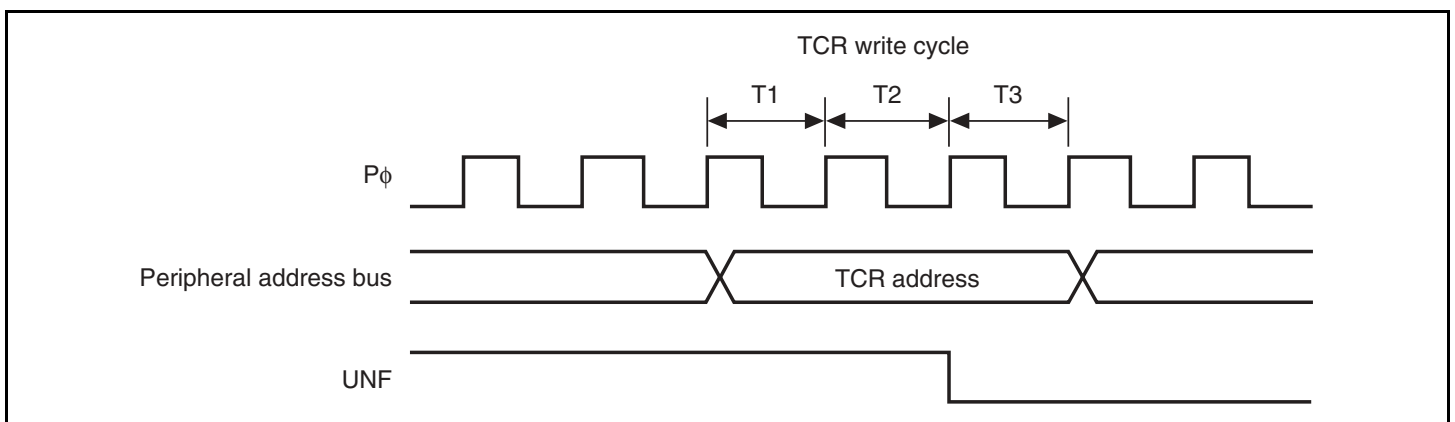 TCR write cycle
T1 T2 T3
Pϕ
Peripheral address bus
TCR address
UNF